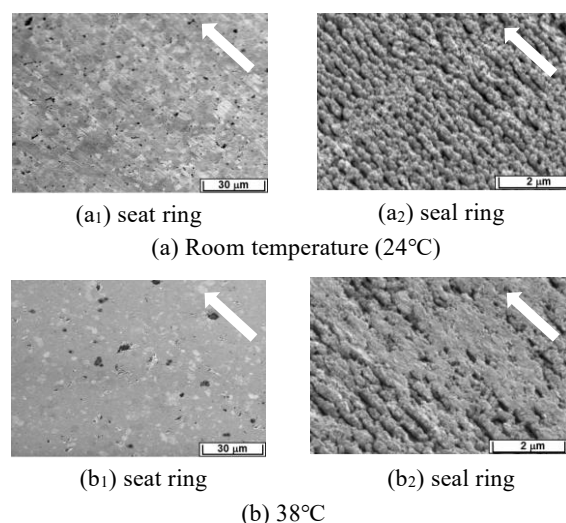 30 μm
2 μm
(a₁) seat ring
(a₂) seal ring
(a) Room temperature (24℃)
30 μm
2 μm
(b₁) seat ring
(b₂) seal ring
(b) 38℃